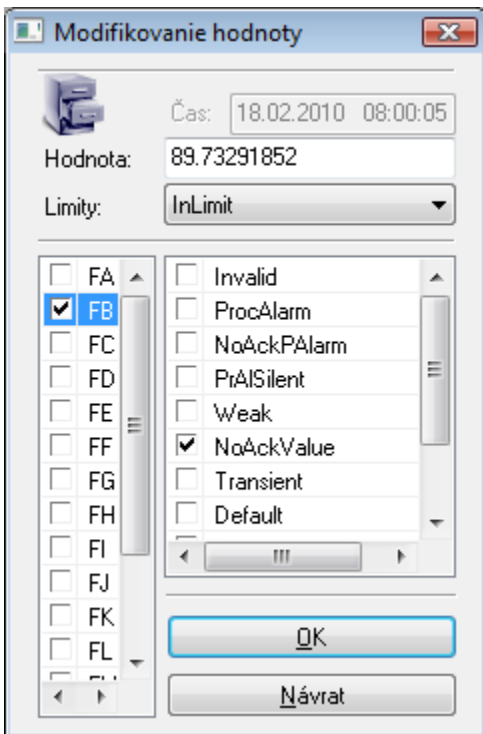 Modifikovanie hodnoty
Čas: 18.02.2010 08:00:05
Hodnota: 89.73291852
Limity: InLimit
FA
FB
FC
FD
FE
FF
FG
FH
FI
FJ
FK
FL
Invalid
ProcAlarm
NoAckPAlarm
PrAlSilent
Weak
NoAckValue
Transient
Default
OK
Návrat